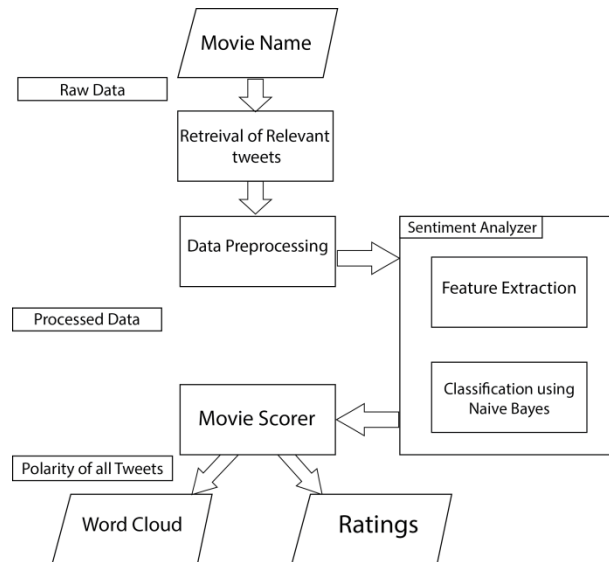 Movie Name
Raw Data
Retreival of Relevant
tweets
Data Preprocessing
Sentiment Analyzer
Feature Extraction
Processed Data
Classification using
Naive Bayes
Movie Scorer
Polarity of all Tweets
Word Cloud
Ratings